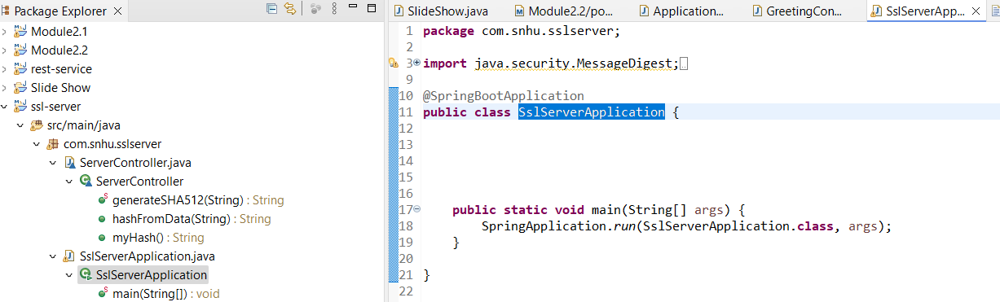 Package Explorer
Module2.1
Module2.2
rest-service
Slide Show
ssl-server
src/main/java
com.snhu.sslserver
ServerController.java
ServerController
generateSHA512(String) : String
hashFromData(String) : String
myHash() : String
SslServerApplication.java
SslServerApplication
main(String[]) : void
SlideShow.java
Module2.2/po...
Application...
GreetingCon...
SslServerApp...
1 package com.snhu.sslserver;
2
3 import java.security.MessageDigest;
9
10 @SpringBootApplication
11 public class SslServerApplication {
12
13
14
15
16
17 public static void main(String[] args) {
18 SpringApplication.run(SslServerApplication.class, args);
19 }
20
21 }
22